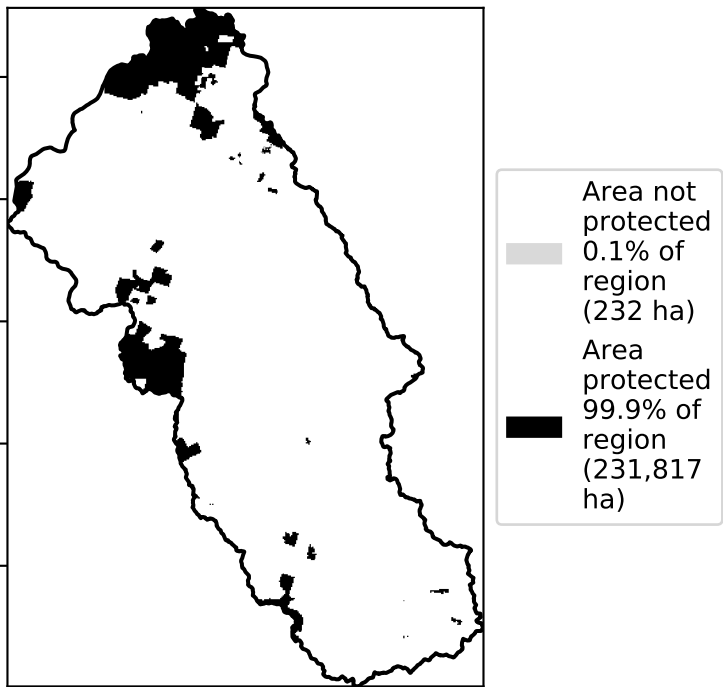 Area not
protected
0.1% of
region
(232 ha)
Area
protected
99.9% of
region
(231,817
ha)